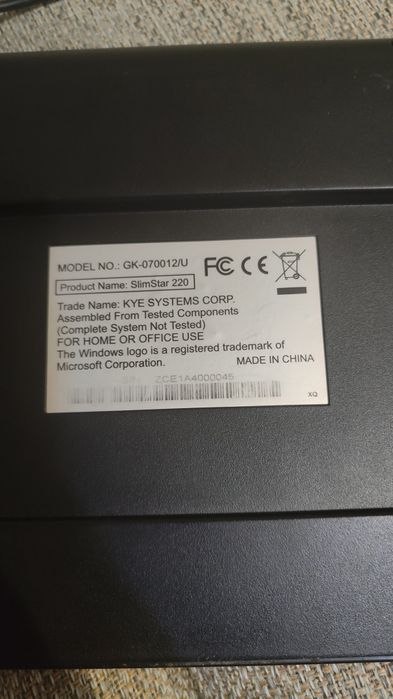 MODEL NO.: GK-070012/U FC CE
Product Name: SlimStar 220
Trade Name: KYE SYSTEMS CORP.
Assembled From Tested Components
(Complete System Not Tested)
FOR HOME OR OFFICE USE
The Windows logo is a registered trademark of
Microsoft Corporation. MADE IN CHINA
ZCE1A4000045
XQ